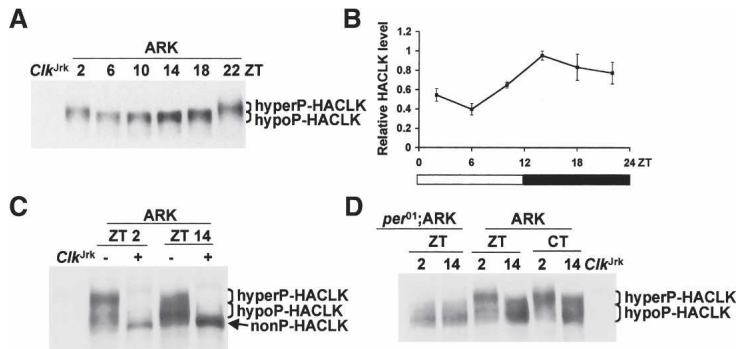 A
ARK
Clk^Jrk 2 6 10 14 18 22 ZT
hyperP-HACLK
hypoP-HACLK
B
Relative HACLK level
1.4
1.2
1
0.8
0.6
0.4
0.2
0
0 6 12 18 24 ZT
C
ARK
ZT 2 ZT 14
Clk^Jrk - + - +
hyperP-HACLK
hypoP-HACLK
nonP-HACLK
D
per^01;ARK ARK
ZT ZT CT
2 14 2 14 2 14 Clk^Jrk
hyperP-HACLK
hypoP-HACLK